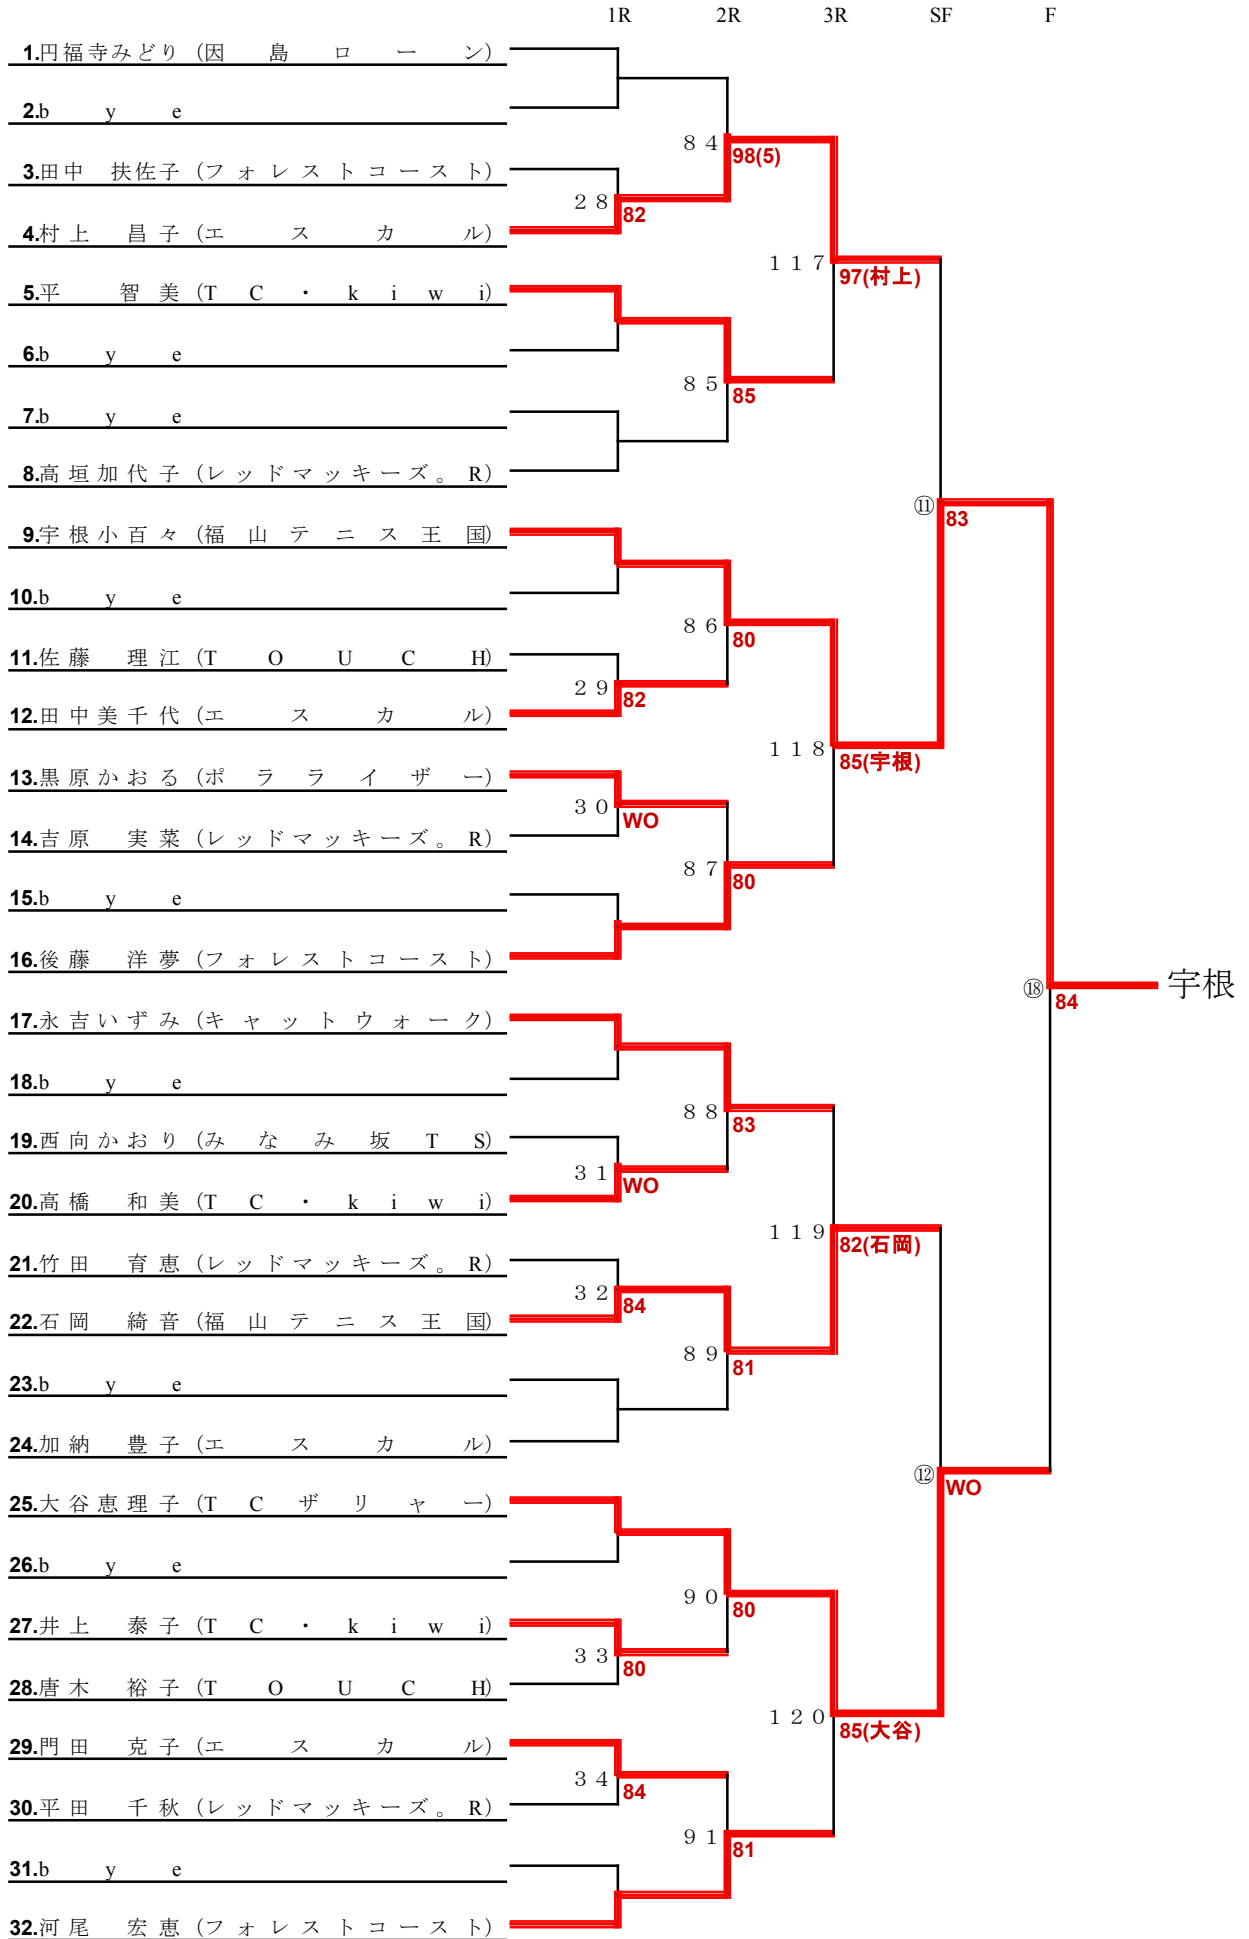 1R 2R 3R SF F
1.円福寺みどり (因島ローン)
2.bye
84
98(5)
3.田中 扶佐子 (フォレストコースト)
28
82
4.村上 昌子 (エスカル)
117
97(村上)
5.平 智美 (TC・kiwi)
6.bye
85
85
7.bye
8.高垣加代子 (レッドマッキーズ。R)
⑪
83
9.宇根小百々 (福山テニス王国)
10.bye
86
80
11.佐藤 理江 (TOUCH)
29
82
12.田中美千代 (エスカル)
118
85(宇根)
13.黒原かおる (ポラライザー)
30
WO
14.吉原 実菜 (レッドマッキーズ。R)
87
80
15.bye
16.後藤 洋夢 (フォレストコースト)
⑱
84
宇根
17.永吉いずみ (キャットウォーク)
18.bye
88
83
19.西向かおり (みなみ坂TS)
31
WO
20.高橋 和美 (TC・kiwi)
119
82(石岡)
21.竹田 育恵 (レッドマッキーズ。R)
32
84
22.石岡 綺音 (福山テニス王国)
89
81
23.bye
24.加納 豊子 (エスカル)
⑫
WO
25.大谷恵理子 (TCザリャー)
26.bye
90
80
27.井上 泰子 (TC・kiwi)
33
80
28.唐木 裕子 (TOUCH)
120
85(大谷)
29.門田 克子 (エスカル)
34
84
30.平田 千秋 (レッドマッキーズ。R)
91
81
31.bye
32.河尾 宏恵 (フォレストコースト)